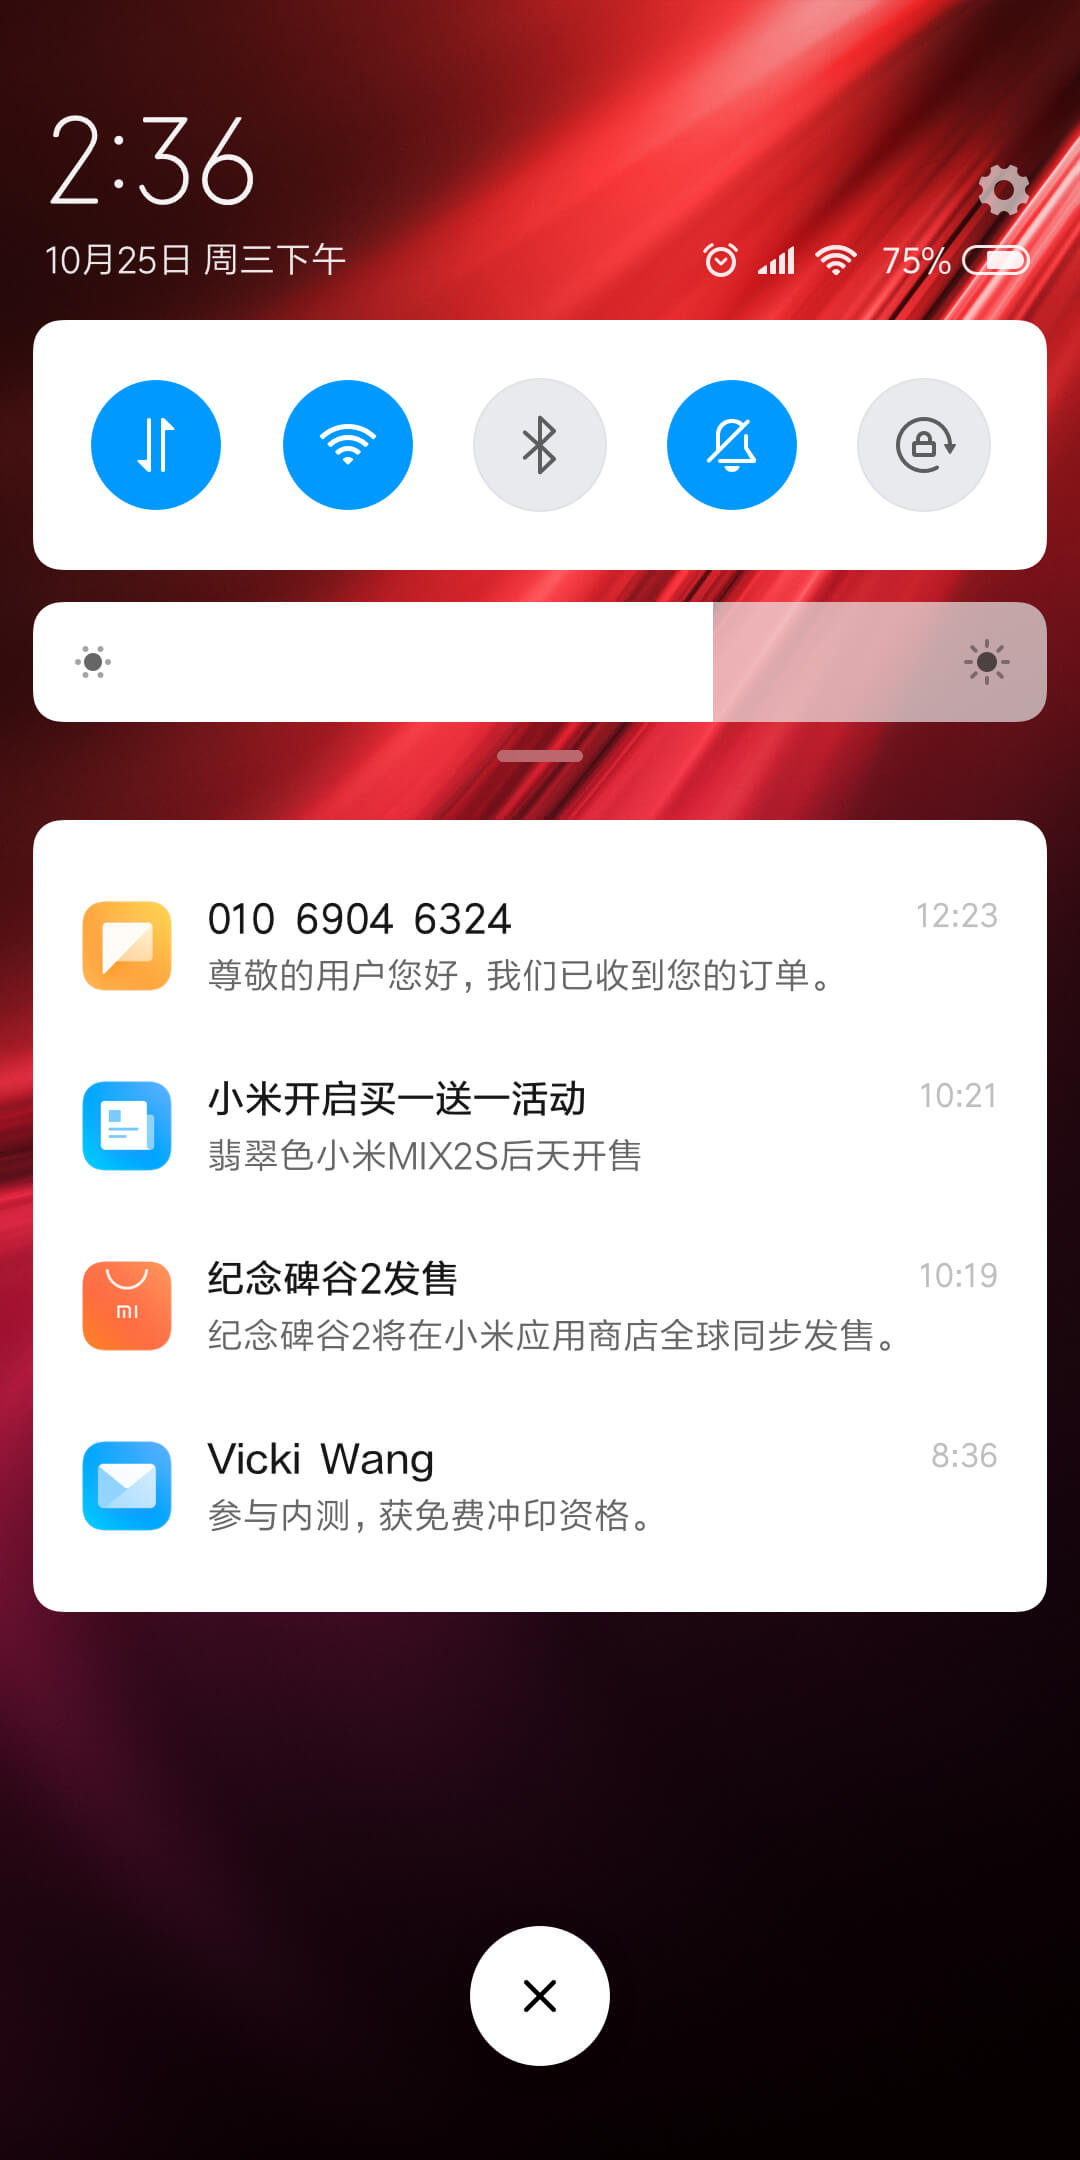 2:36
10月25日 周三下午
75%
010 6904 6324
12:23
尊敬的用户您好，我们已收到您的订单。
小米开启买一送一活动
10:21
翡翠色小米MIX2S后天开售
纪念碑谷2发售
10:19
MI
纪念碑谷2将在小米应用商店全球同步发售。
Vicki Wang
8:36
参与内测，获免费冲印资格。